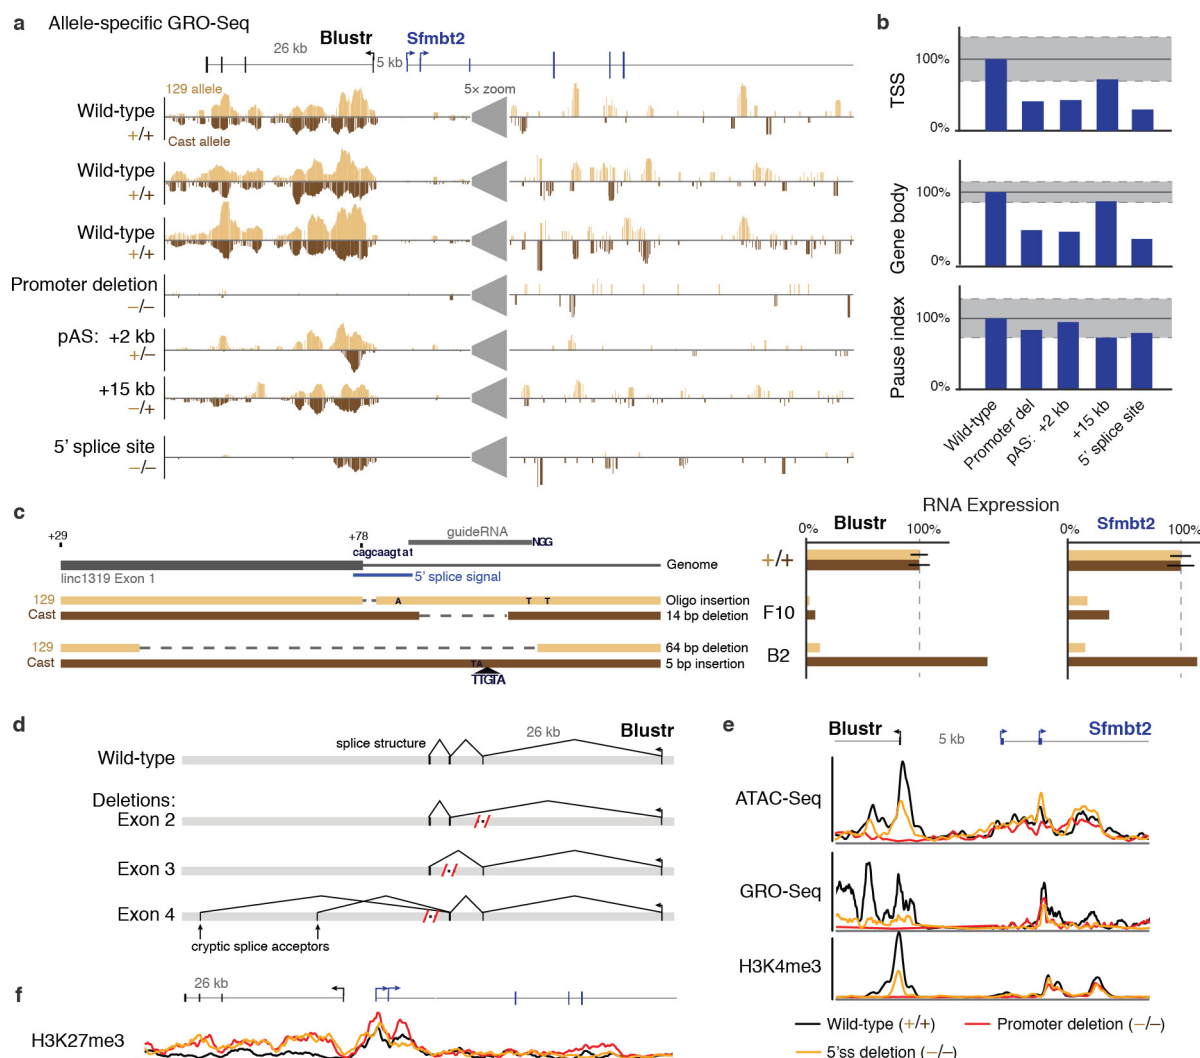 a Allele-specific GRO-Seq
Blustr Sfmbt2
26 kb 5 kb
129 allele
5× zoom
Wild-type
+/+
Cast allele
Wild-type
+/+
Wild-type
+/+
Promoter deletion
−/−
pAS: +2 kb
+/−
+15 kb
−/+
5’ splice site
−/−
b
TSS
100%
0%
Gene body
100%
0%
Pause index
100%
0%
Wild-type
Promoter del
pAS: +2 kb
+15 kb
5’ splice site
c
+29 +78
guideRNA
cagcaagtat NGG
Genome
linc1319 Exon 1 5’ splice signal
129 A T T Oligo insertion
Cast 14 bp deletion
129 64 bp deletion
Cast TA 5 bp insertion
TTGTA
RNA Expression
Blustr Sfmbt2
0% 100% 0% 100%
+/+
F10
B2
d
26 kb Blustr
splice structure
Wild-type
Deletions:
Exon 2
Exon 3
Exon 4
cryptic splice acceptors
e
Blustr 5 kb Sfmbt2
ATAC-Seq
GRO-Seq
H3K4me3
Wild-type (+/+) Promoter deletion (−/−)
5’ss deletion (−/−)
f
26 kb
H3K27me3